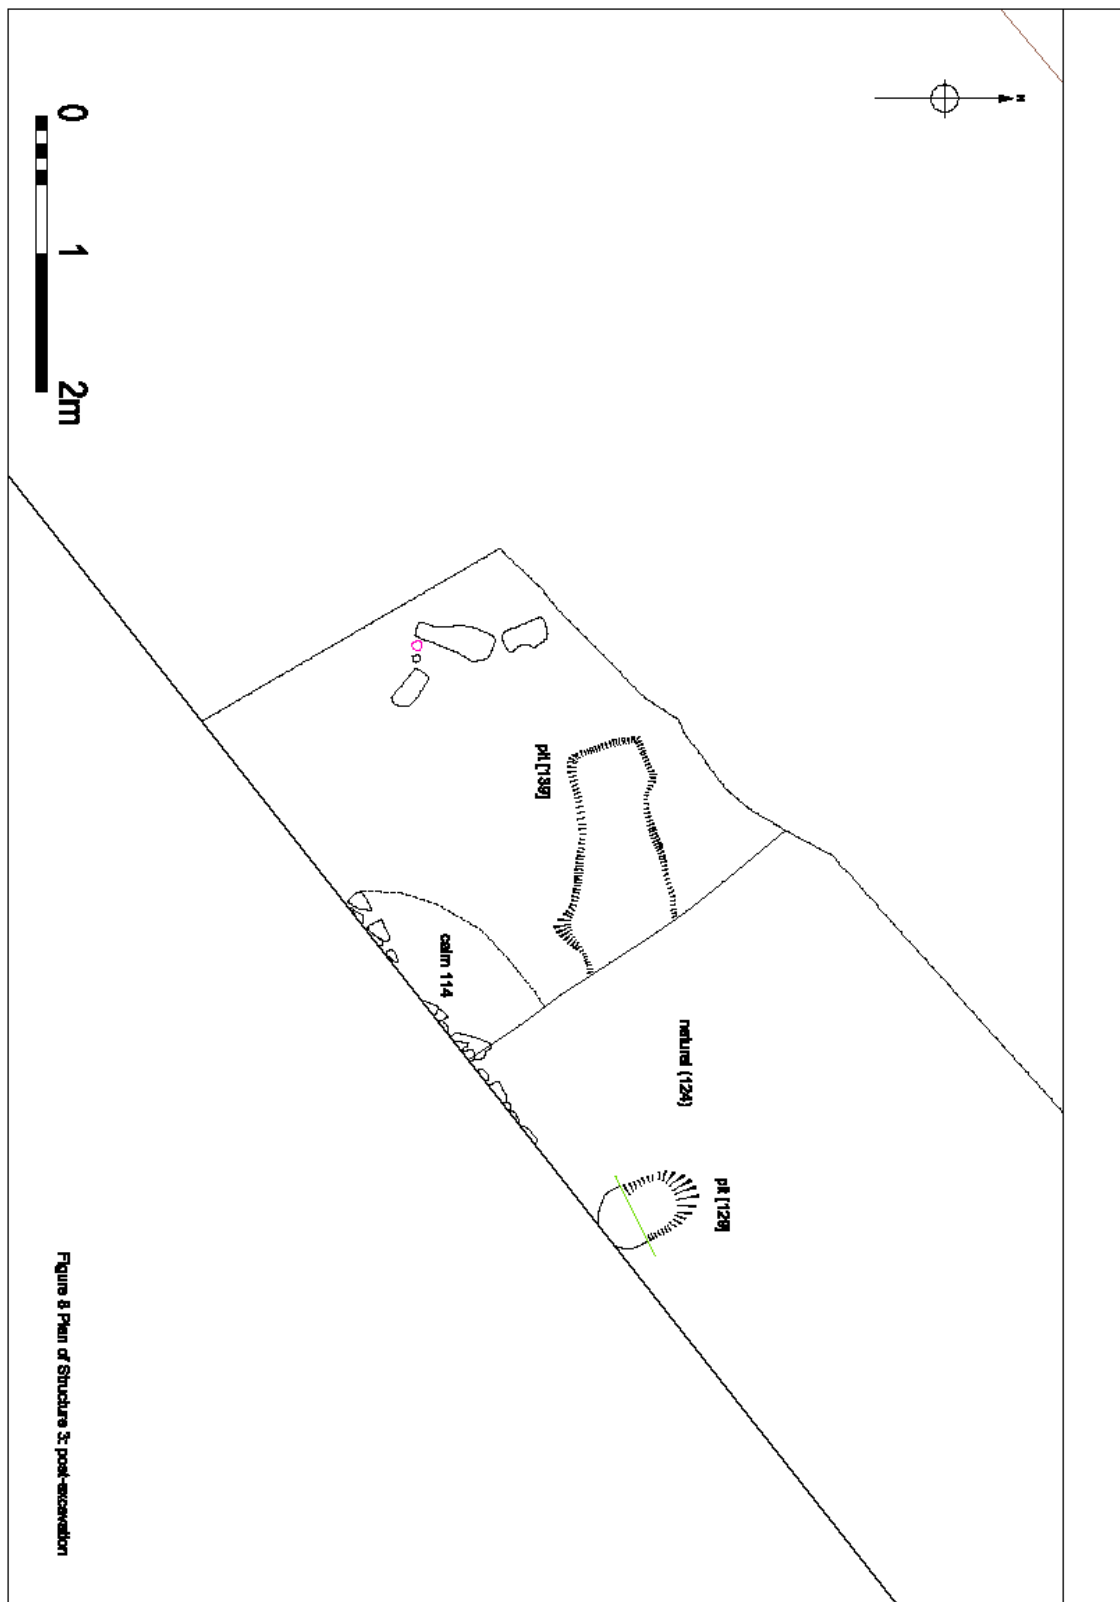 N
0 1 2m
pit [139]
cairn 114
natural (124)
pit [129]
Figure 8 Plan of Structure 3: post-excavation